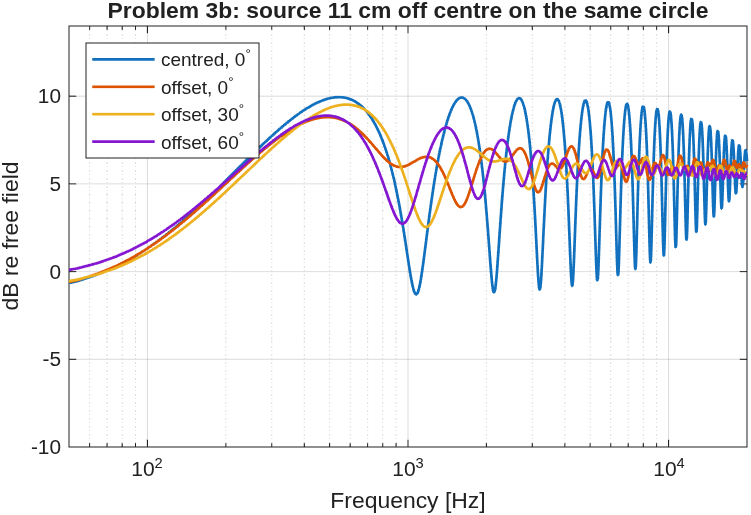 Problem 3b: source 11 cm off centre on the same circle
centred, 0°
offset, 0°
offset, 30°
offset, 60°
10
5
0
-5
-10
dB re free field
10²
10³
10⁴
Frequency [Hz]